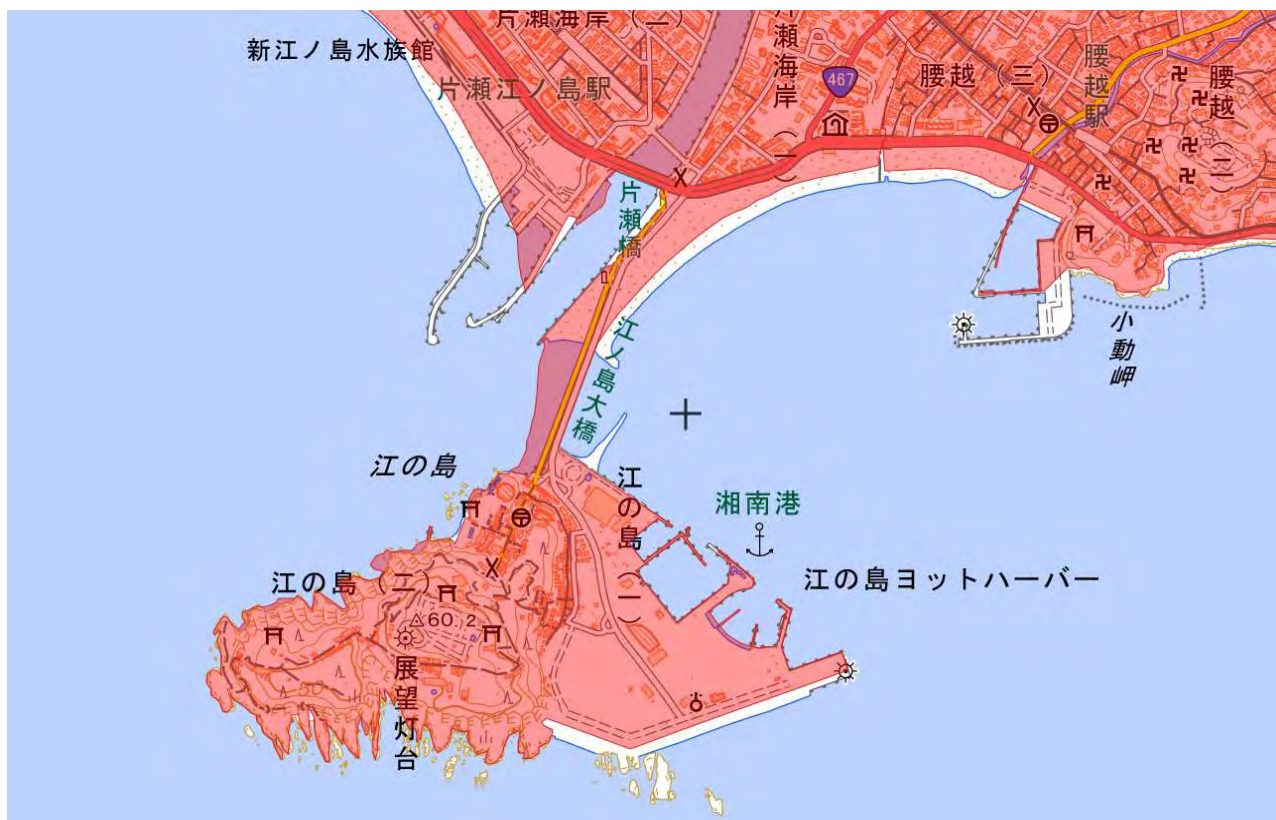 片瀬海岸（二）
新江ノ島水族館
片瀬江ノ島駅
片瀬海岸（一）
467
腰越（三）
腰越駅
腰越（二）
片瀬橋
小動岬
江ノ島大橋
江の島
江の島（一）
湘南港
江の島ヨットハーバー
江の島（二）
60.2
展望灯台